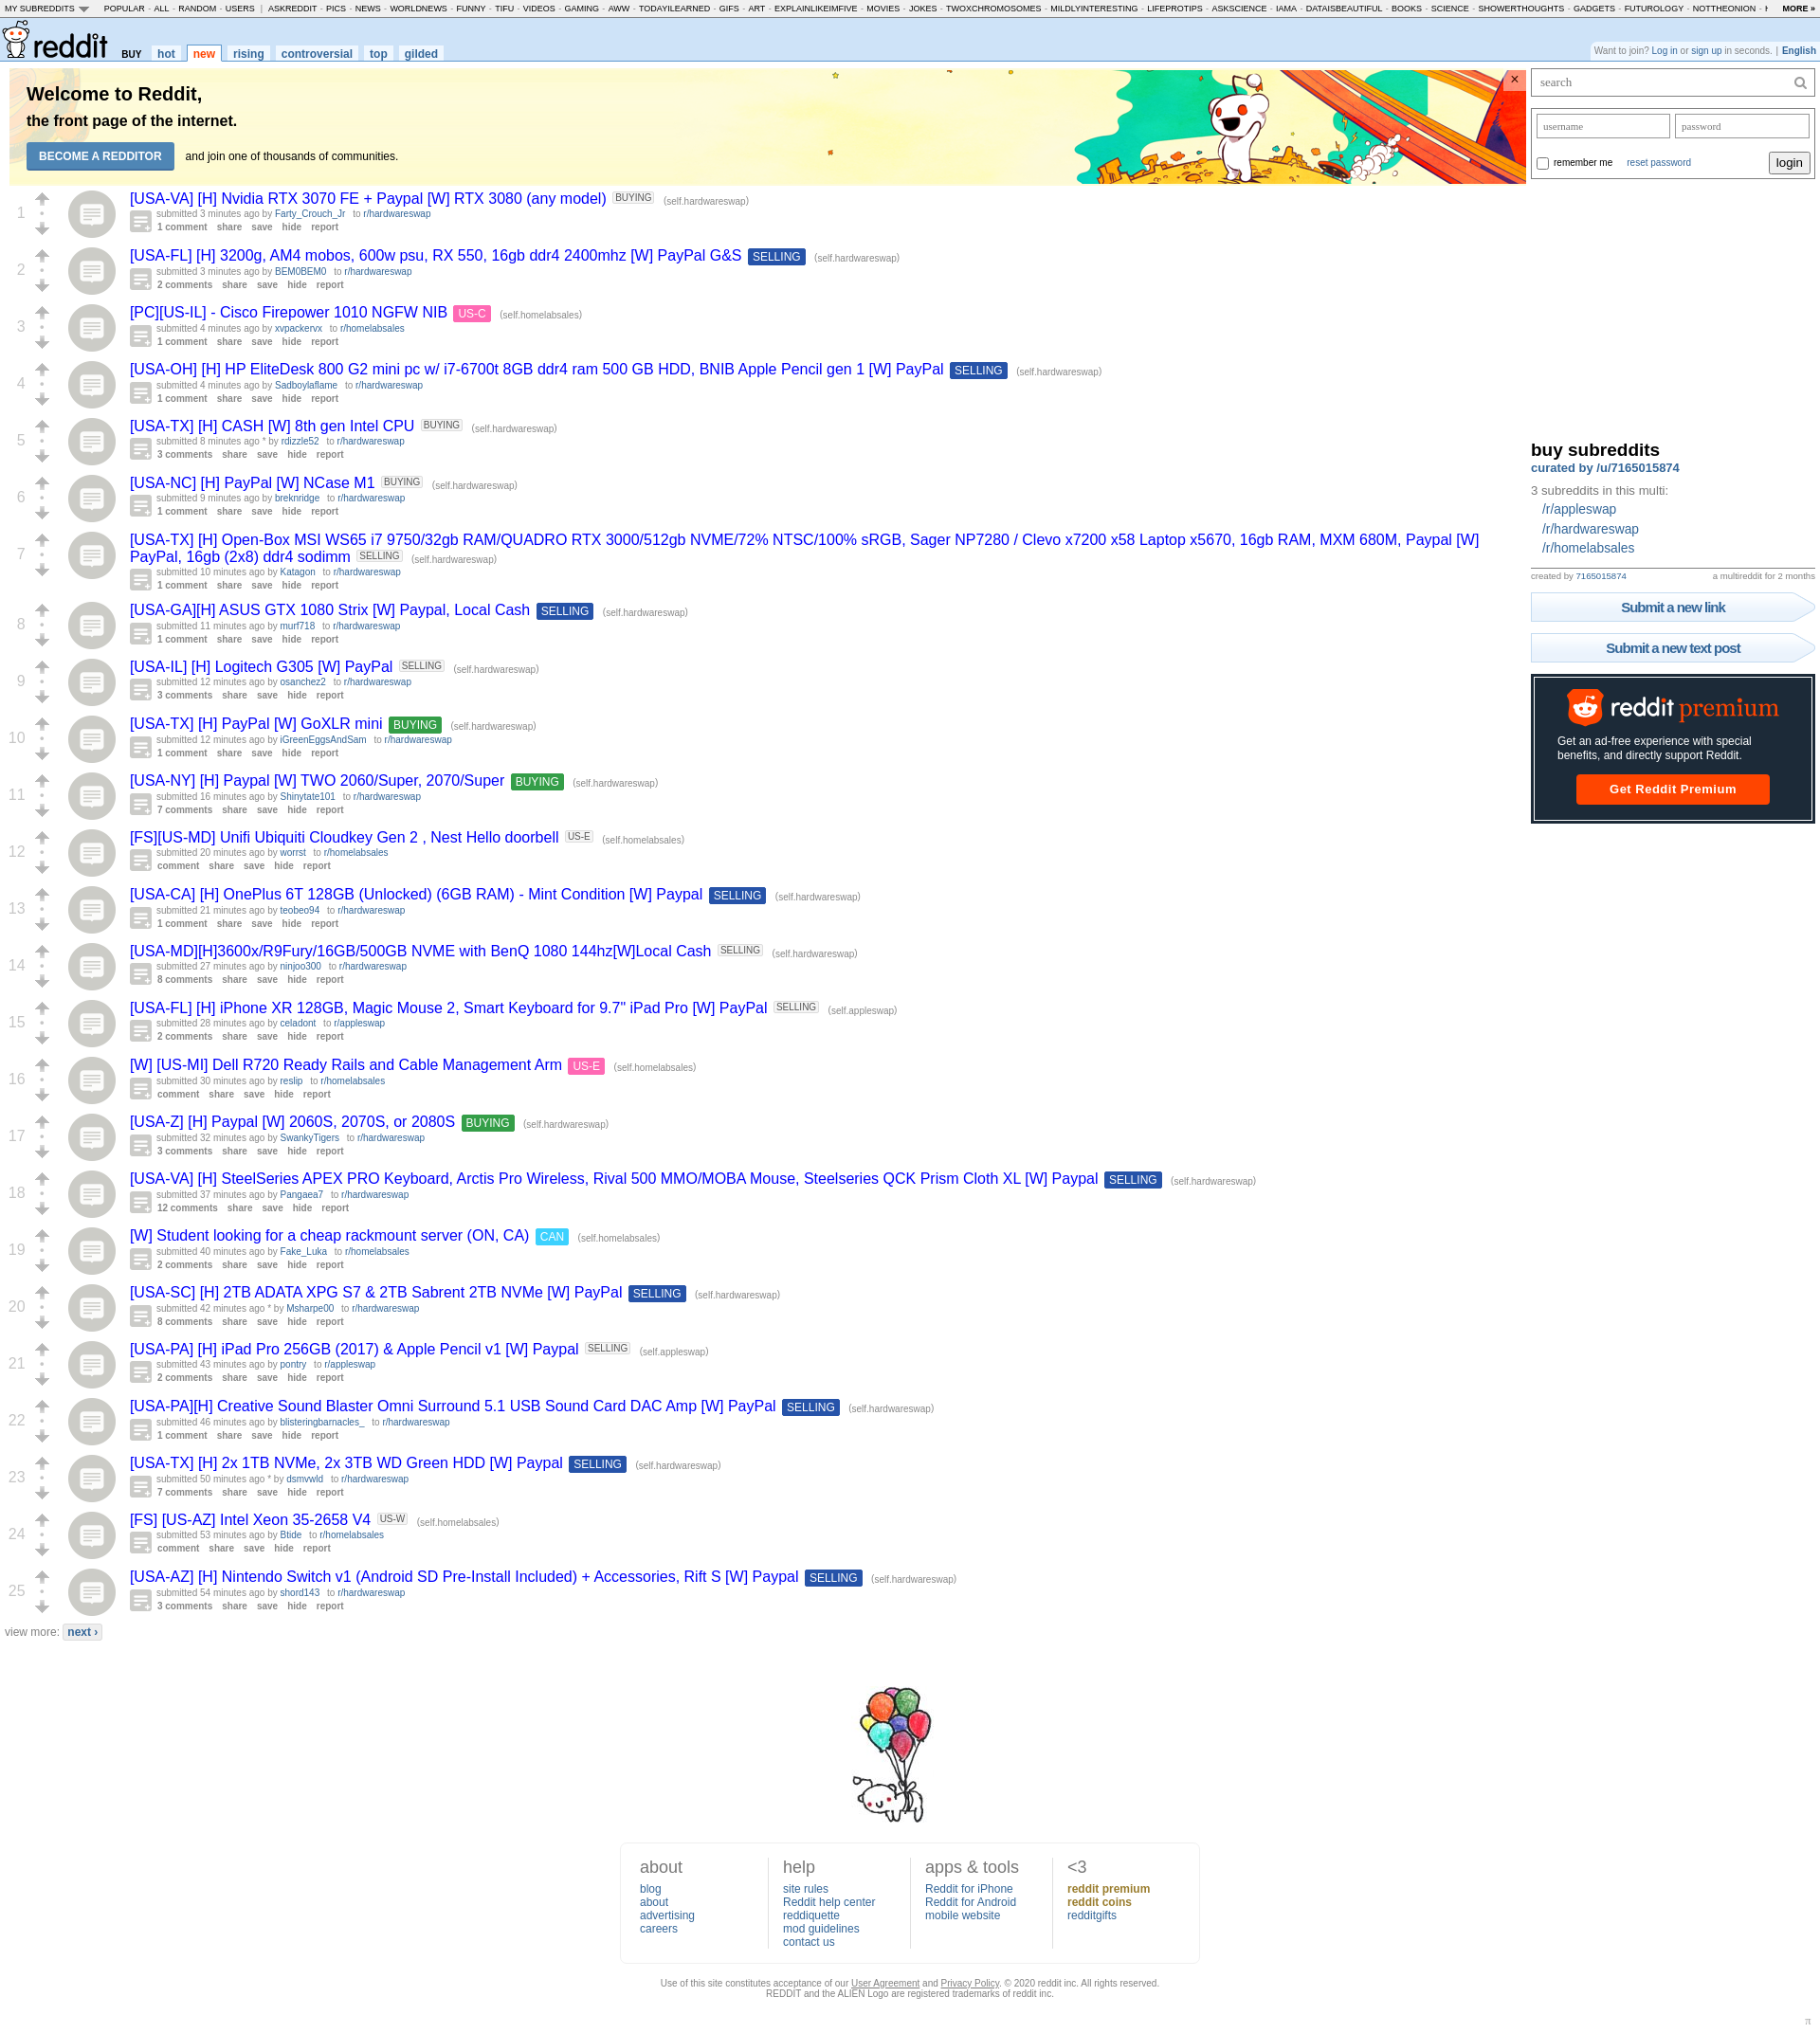 MY SUBREDDITS POPULAR - ALL - RANDOM - USERS | ASKREDDIT - PICS - NEWS - WORLDNEWS - FUNNY - TIFU - VIDEOS - GAMING - AWW - TODAYILEARNED - GIFS - ART - EXPLAINLIKEIMFIVE - MOVIES - JOKES - TWOXCHROMOSOMES - MILDLYINTERESTING - LIFEPROTIPS - ASKSCIENCE - IAMA - DATAISBEAUTIFUL - BOOKS - SCIENCE - SHOWERTHOUGHTS - GADGETS - FUTUROLOGY - NOTTHEONION - MORE »
reddit BUY hot new rising controversial top gilded
Want to join? Log in or sign up in seconds. | English
Welcome to Reddit,
the front page of the internet.
BECOME A REDDITOR and join one of thousands of communities.
×
search
username password
remember me reset password login
1
[USA-VA] [H] Nvidia RTX 3070 FE + Paypal [W] RTX 3080 (any model) BUYING (self.hardwareswap)
submitted 3 minutes ago by Farty_Crouch_Jr to r/hardwareswap
1 comment share save hide report
2
[USA-FL] [H] 3200g, AM4 mobos, 600w psu, RX 550, 16gb ddr4 2400mhz [W] PayPal G&S SELLING (self.hardwareswap)
submitted 3 minutes ago by BEM0BEM0 to r/hardwareswap
2 comments share save hide report
3
[PC][US-IL] - Cisco Firepower 1010 NGFW NIB US-C (self.homelabsales)
submitted 4 minutes ago by xvpackervx to r/homelabsales
1 comment share save hide report
4
[USA-OH] [H] HP EliteDesk 800 G2 mini pc w/ i7-6700t 8GB ddr4 ram 500 GB HDD, BNIB Apple Pencil gen 1 [W] PayPal SELLING (self.hardwareswap)
submitted 4 minutes ago by Sadboylaflame to r/hardwareswap
1 comment share save hide report
5
[USA-TX] [H] CASH [W] 8th gen Intel CPU BUYING (self.hardwareswap)
submitted 8 minutes ago * by rdizzle52 to r/hardwareswap
3 comments share save hide report
6
[USA-NC] [H] PayPal [W] NCase M1 BUYING (self.hardwareswap)
submitted 9 minutes ago by breknridge to r/hardwareswap
1 comment share save hide report
7
[USA-TX] [H] Open-Box MSI WS65 i7 9750/32gb RAM/QUADRO RTX 3000/512gb NVME/72% NTSC/100% sRGB, Sager NP7280 / Clevo x7200 x58 Laptop x5670, 16gb RAM, MXM 680M, Paypal [W]
PayPal, 16gb (2x8) ddr4 sodimm SELLING (self.hardwareswap)
submitted 10 minutes ago by Katagon to r/hardwareswap
1 comment share save hide report
8
[USA-GA][H] ASUS GTX 1080 Strix [W] Paypal, Local Cash SELLING (self.hardwareswap)
submitted 11 minutes ago by murf718 to r/hardwareswap
1 comment share save hide report
9
[USA-IL] [H] Logitech G305 [W] PayPal SELLING (self.hardwareswap)
submitted 12 minutes ago by osanchez2 to r/hardwareswap
3 comments share save hide report
10
[USA-TX] [H] PayPal [W] GoXLR mini BUYING (self.hardwareswap)
submitted 12 minutes ago by iGreenEggsAndSam to r/hardwareswap
1 comment share save hide report
11
[USA-NY] [H] Paypal [W] TWO 2060/Super, 2070/Super BUYING (self.hardwareswap)
submitted 16 minutes ago by Shinytate101 to r/hardwareswap
7 comments share save hide report
12
[FS][US-MD] Unifi Ubiquiti Cloudkey Gen 2 , Nest Hello doorbell US-E (self.homelabsales)
submitted 20 minutes ago by worrst to r/homelabsales
comment share save hide report
13
[USA-CA] [H] OnePlus 6T 128GB (Unlocked) (6GB RAM) - Mint Condition [W] Paypal SELLING (self.hardwareswap)
submitted 21 minutes ago by teobeo94 to r/hardwareswap
1 comment share save hide report
14
[USA-MD][H]3600x/R9Fury/16GB/500GB NVME with BenQ 1080 144hz[W]Local Cash SELLING (self.hardwareswap)
submitted 27 minutes ago by ninjoo300 to r/hardwareswap
8 comments share save hide report
15
[USA-FL] [H] iPhone XR 128GB, Magic Mouse 2, Smart Keyboard for 9.7" iPad Pro [W] PayPal SELLING (self.appleswap)
submitted 28 minutes ago by celadont to r/appleswap
2 comments share save hide report
16
[W] [US-MI] Dell R720 Ready Rails and Cable Management Arm US-E (self.homelabsales)
submitted 30 minutes ago by reslip to r/homelabsales
comment share save hide report
17
[USA-Z] [H] Paypal [W] 2060S, 2070S, or 2080S BUYING (self.hardwareswap)
submitted 32 minutes ago by SwankyTigers to r/hardwareswap
3 comments share save hide report
18
[USA-VA] [H] SteelSeries APEX PRO Keyboard, Arctis Pro Wireless, Rival 500 MMO/MOBA Mouse, Steelseries QCK Prism Cloth XL [W] Paypal SELLING (self.hardwareswap)
submitted 37 minutes ago by Pangaea7 to r/hardwareswap
12 comments share save hide report
19
[W] Student looking for a cheap rackmount server (ON, CA) CAN (self.homelabsales)
submitted 40 minutes ago by Fake_Luka to r/homelabsales
2 comments share save hide report
20
[USA-SC] [H] 2TB ADATA XPG S7 & 2TB Sabrent 2TB NVMe [W] PayPal SELLING (self.hardwareswap)
submitted 42 minutes ago * by Msharpe00 to r/hardwareswap
8 comments share save hide report
21
[USA-PA] [H] iPad Pro 256GB (2017) & Apple Pencil v1 [W] Paypal SELLING (self.appleswap)
submitted 43 minutes ago by pontry to r/appleswap
2 comments share save hide report
22
[USA-PA][H] Creative Sound Blaster Omni Surround 5.1 USB Sound Card DAC Amp [W] PayPal SELLING (self.hardwareswap)
submitted 46 minutes ago by blisteringbarnacles_ to r/hardwareswap
1 comment share save hide report
23
[USA-TX] [H] 2x 1TB NVMe, 2x 3TB WD Green HDD [W] Paypal SELLING (self.hardwareswap)
submitted 50 minutes ago * by dsmvwld to r/hardwareswap
7 comments share save hide report
24
[FS] [US-AZ] Intel Xeon 35-2658 V4 US-W (self.homelabsales)
submitted 53 minutes ago by Btide to r/homelabsales
comment share save hide report
25
[USA-AZ] [H] Nintendo Switch v1 (Android SD Pre-Install Included) + Accessories, Rift S [W] Paypal SELLING (self.hardwareswap)
submitted 54 minutes ago by shord143 to r/hardwareswap
3 comments share save hide report
view more: next ›
buy subreddits
curated by /u/7165015874
3 subreddits in this multi:
/r/appleswap
/r/hardwareswap
/r/homelabsales
created by 7165015874 a multireddit for 2 months
Submit a new link
Submit a new text post
reddit premium
Get an ad-free experience with special
benefits, and directly support Reddit.
Get Reddit Premium
about
blog
about
advertising
careers
help
site rules
Reddit help center
reddiquette
mod guidelines
contact us
apps & tools
Reddit for iPhone
Reddit for Android
mobile website
<3
reddit premium
reddit coins
redditgifts
Use of this site constitutes acceptance of our User Agreement and Privacy Policy. © 2020 reddit inc. All rights reserved.
REDDIT and the ALIEN Logo are registered trademarks of reddit inc.
π